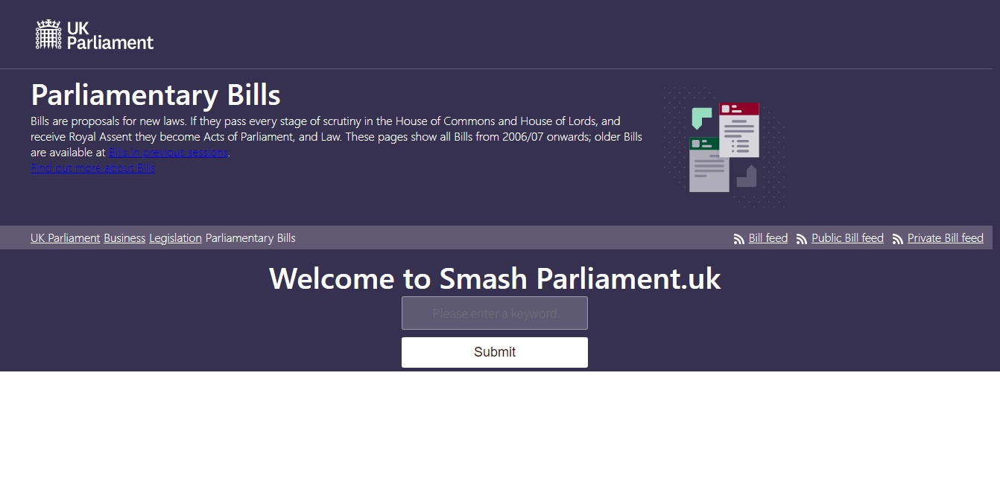 UK
Parliament
Parliamentary Bills
Bills are proposals for new laws. If they pass every stage of scrutiny in the House of Commons and House of Lords, and
receive Royal Assent they become Acts of Parliament, and Law. These pages show all Bills from 2006/07 onwards; older Bills
are available at Bills in previous sessions.
Find out more about Bills
UK Parliament Business Legislation Parliamentary Bills Bill feed Public Bill feed Private Bill feed
Welcome to Smash Parliament.uk
Please enter a keyword
Submit